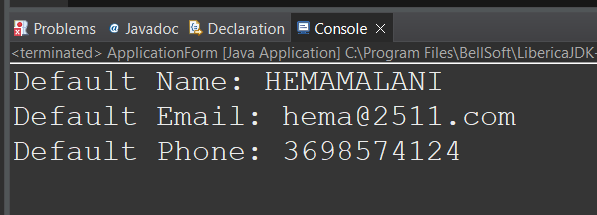 Problems @ Javadoc Declaration Console
<terminated> ApplicationForm [Java Application] C:\Program Files\BellSoft\LibericaJDK-
Default Name: HEMAMALANI
Default Email: hema@2511.com
Default Phone: 3698574124